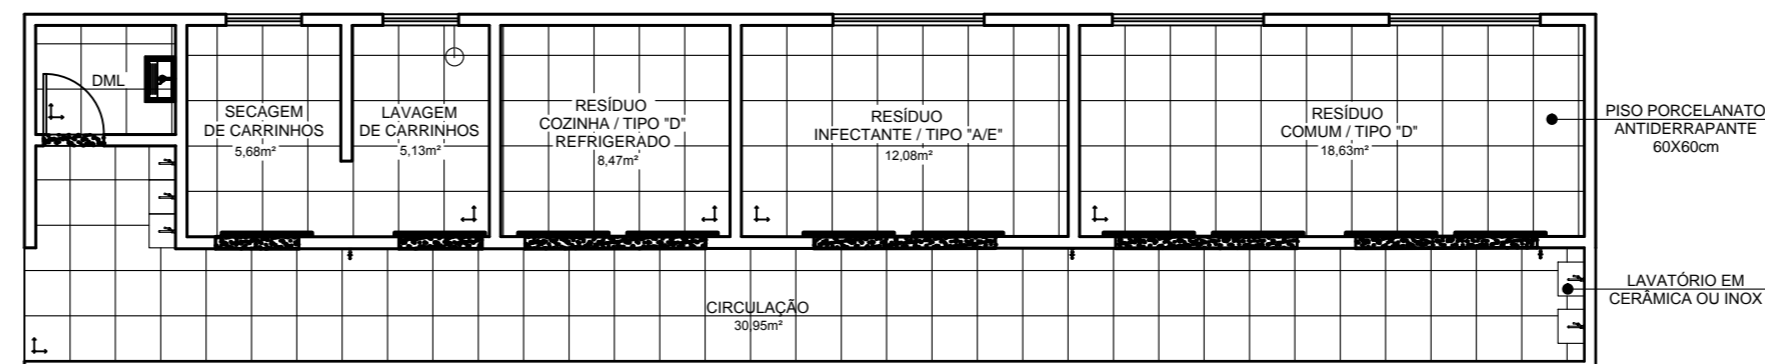 DML
SECAGEM
DE CARRINHOS
5,68m²
LAVAGEM
DE CARRINHOS
5,13m²
RESÍDUO
COZINHA / TIPO "D"
REFRIGERADO
8,47m²
RESÍDUO
INFECTANTE / TIPO "A/E"
12,08m²
RESÍDUO
COMUM / TIPO "D"
18,63m²
PISO PORCELANATO
ANTIDERRAPANTE
60X60cm
CIRCULAÇÃO
30,95m²
LAVATÓRIO EM
CERÂMICA OU INOX